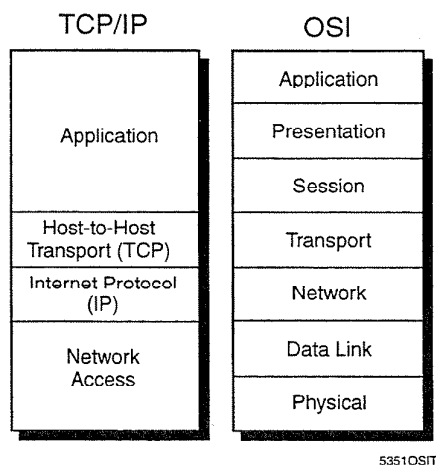 TCP/IP
Application
Host-to-Host
Transport (TCP)
Internet Protocol
(IP)
Network
Access
OSI
Application
Presentation
Session
Transport
Network
Data Link
Physical
5351OSIT